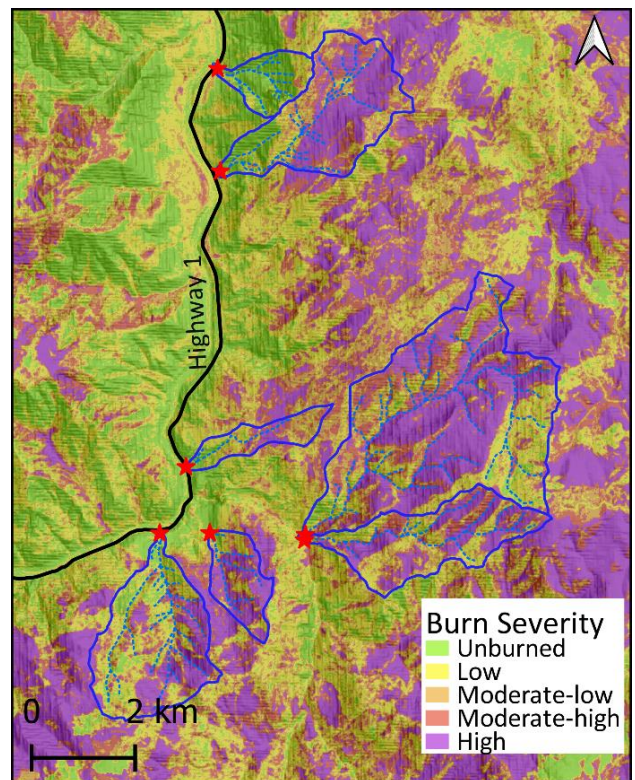 Highway 1
Burn Severity
Unburned
Low
Moderate-low
Moderate-high
High
0 2 km